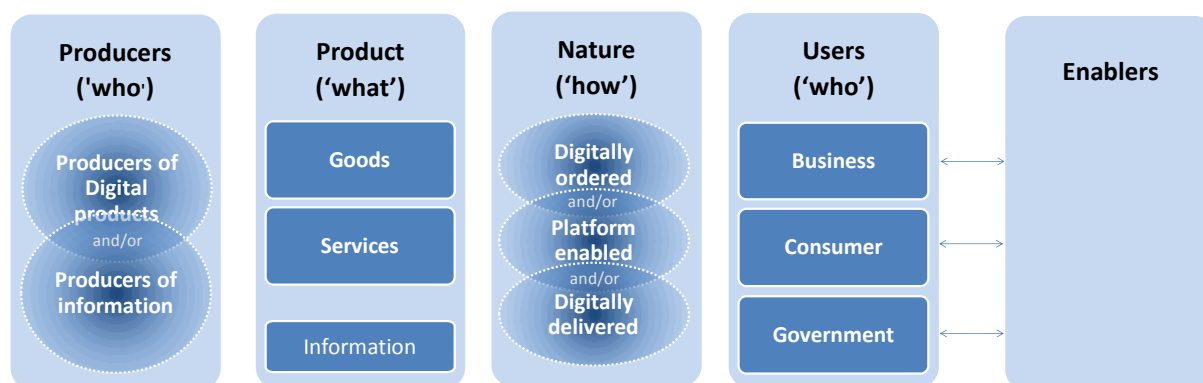 Producers
('who')
Producers of
Digital
products
and/or
Producers of
information
Product
(‘what’)
Goods
Services
Information
Nature
(‘how’)
Digitally
ordered
and/or
Platform
enabled
and/or
Digitally
delivered
Users
(‘who’)
Business
Consumer
Government
Enablers